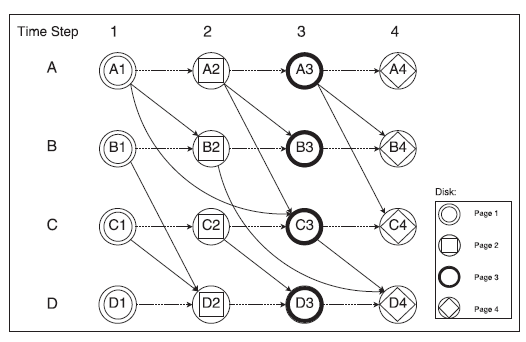 Time Step 1 2 3 4
A A1 A2 A3 A4
B B1 B2 B3 B4
Disk:
Page 1
C C1 C2 C3 C4
Page 2
Page 3
D D1 D2 D3 D4
Page 4